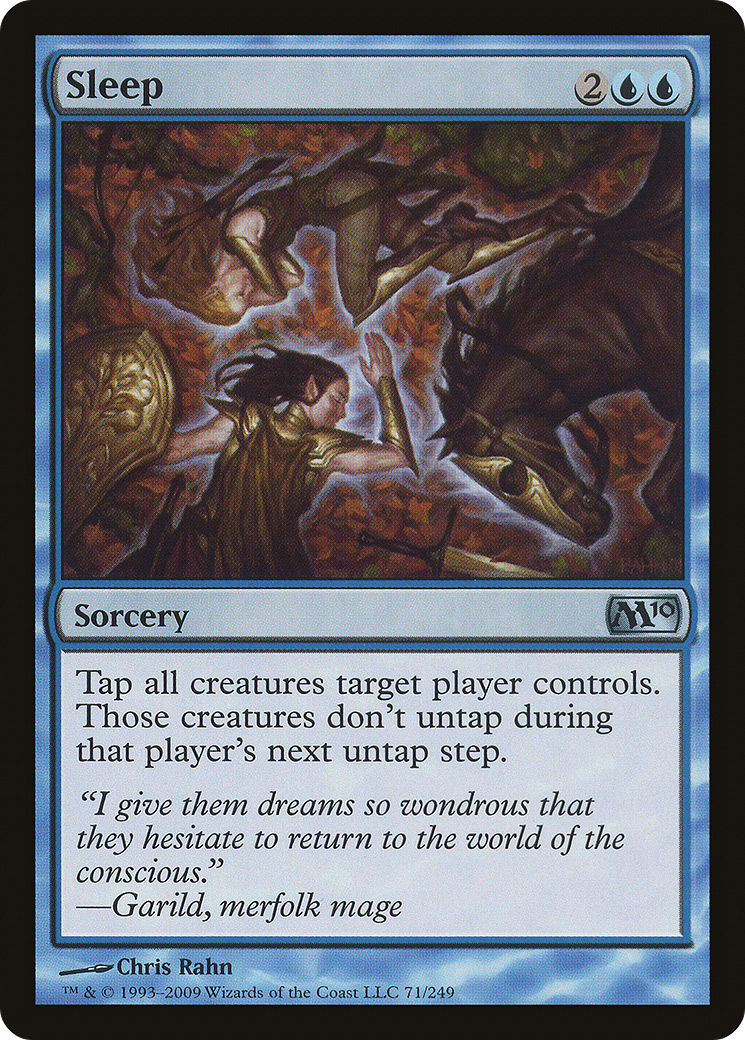 Sleep
2
Sorcery
M10
Tap all creatures target player controls.
Those creatures don't untap during
that player's next untap step.
"I give them dreams so wondrous that
they hesitate to return to the world of the
conscious."
—Garild, merfolk mage
Chris Rahn
™ & © 1993–2009 Wizards of the Coast LLC 71/249